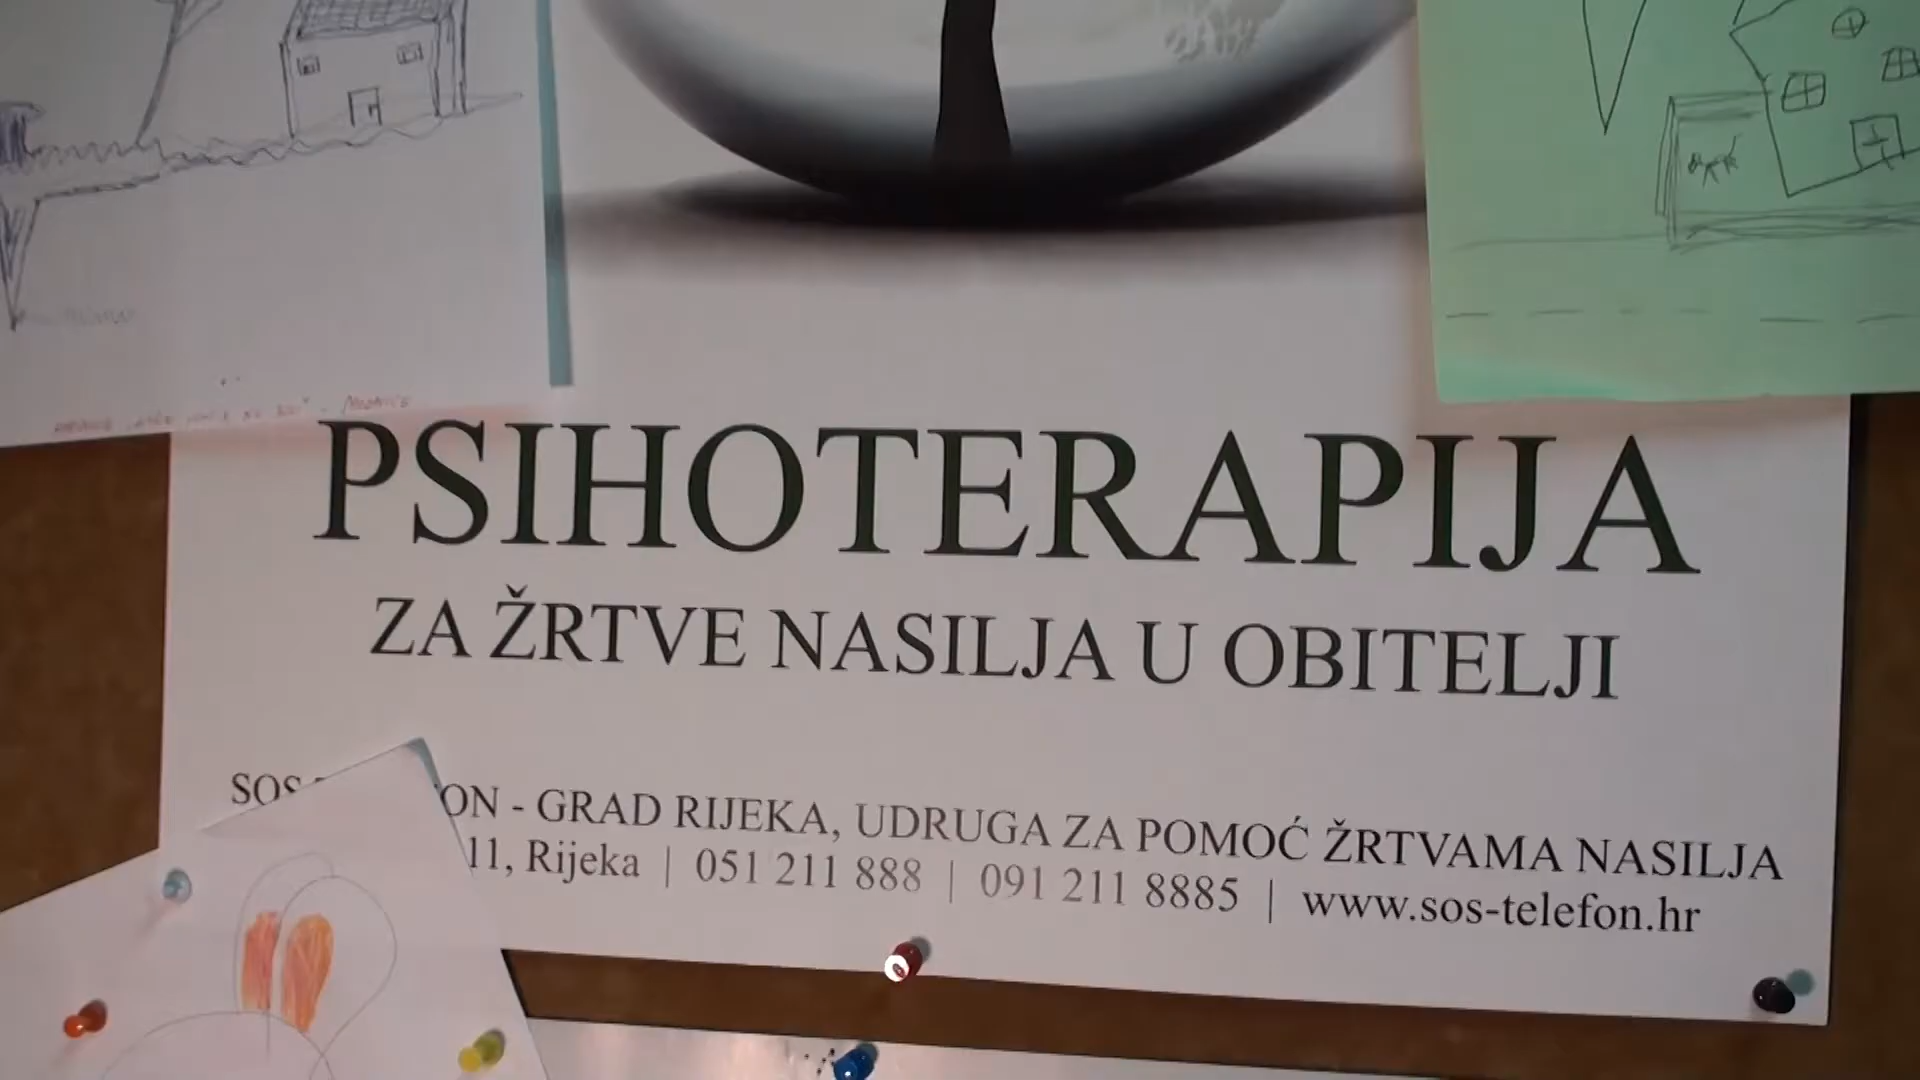 PSIHOTERAPIJA
ZA ŽRTVE NASILJA U OBITELJI
SOS ON - GRAD RIJEKA, UDRUGA ZA POMOĆ ŽRTVAMA NASILJA
11, Rijeka | 051 211 888 | 091 211 8885 | www.sos-telefon.hr